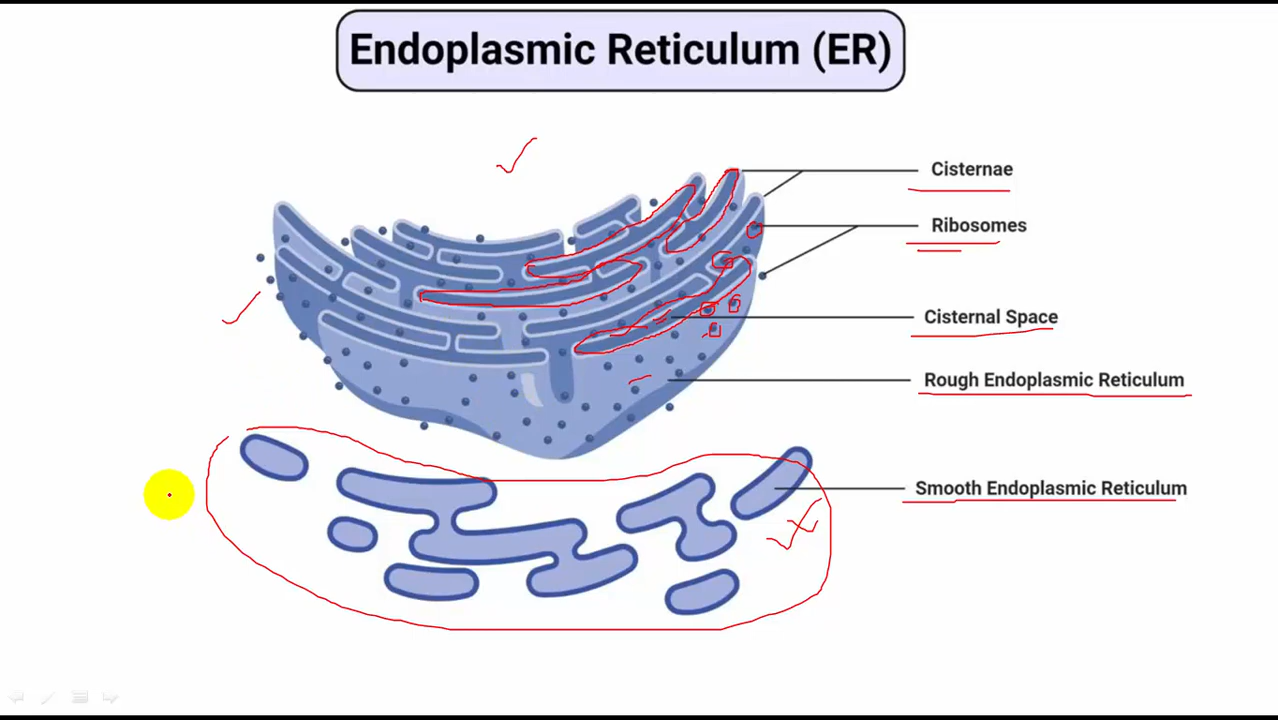 Endoplasmic Reticulum (ER)
Cisternae
Ribosomes
Cisternal Space
Rough Endoplasmic Reticulum
Smooth Endoplasmic Reticulum